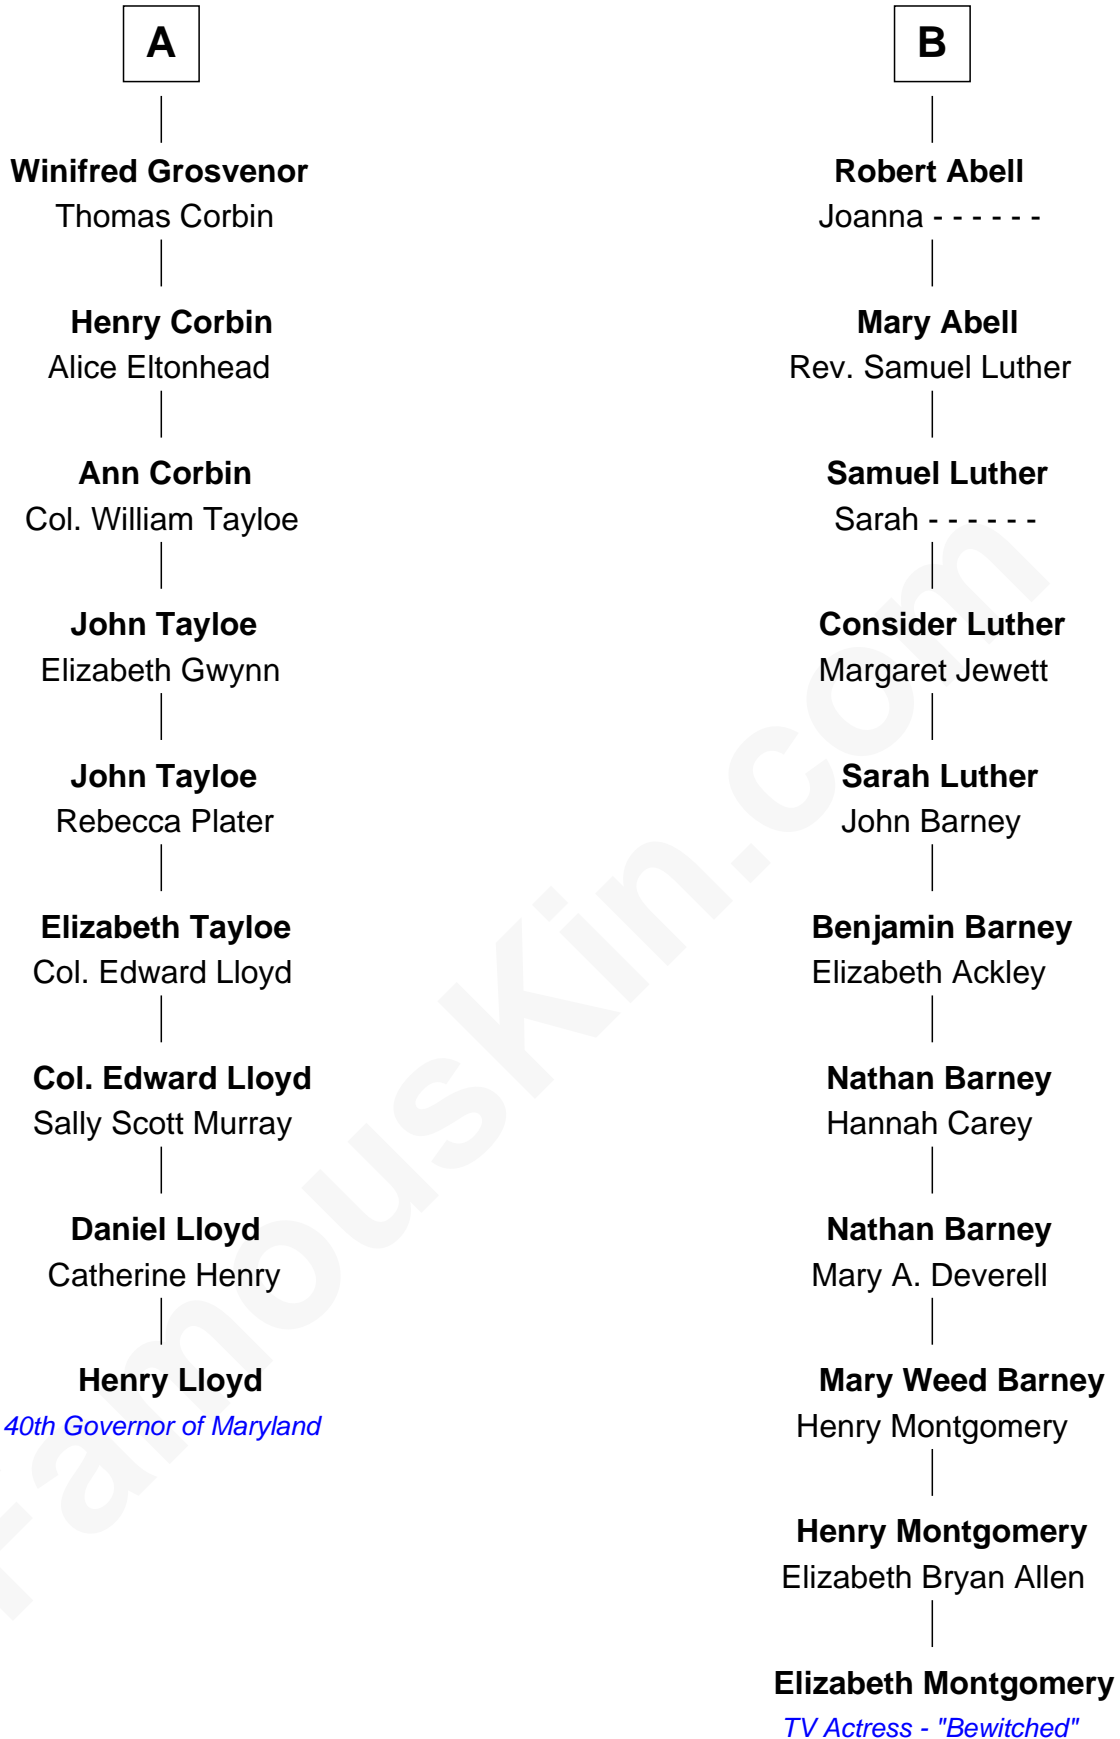 A
Winifred Grosvenor
Thomas Corbin
Henry Corbin
Alice Eltonhead
Ann Corbin
Col. William Tayloe
John Tayloe
Elizabeth Gwynn
John Tayloe
Rebecca Plater
Elizabeth Tayloe
Col. Edward Lloyd
Col. Edward Lloyd
Sally Scott Murray
Daniel Lloyd
Catherine Henry
Henry Lloyd
40th Governor of Maryland
B
Robert Abell
Joanna - - - - - -
Mary Abell
Rev. Samuel Luther
Samuel Luther
Sarah - - - - - -
Consider Luther
Margaret Jewett
Sarah Luther
John Barney
Benjamin Barney
Elizabeth Ackley
Nathan Barney
Hannah Carey
Nathan Barney
Mary A. Deverell
Mary Weed Barney
Henry Montgomery
Henry Montgomery
Elizabeth Bryan Allen
Elizabeth Montgomery
TV Actress - "Bewitched"
FamousKin.com